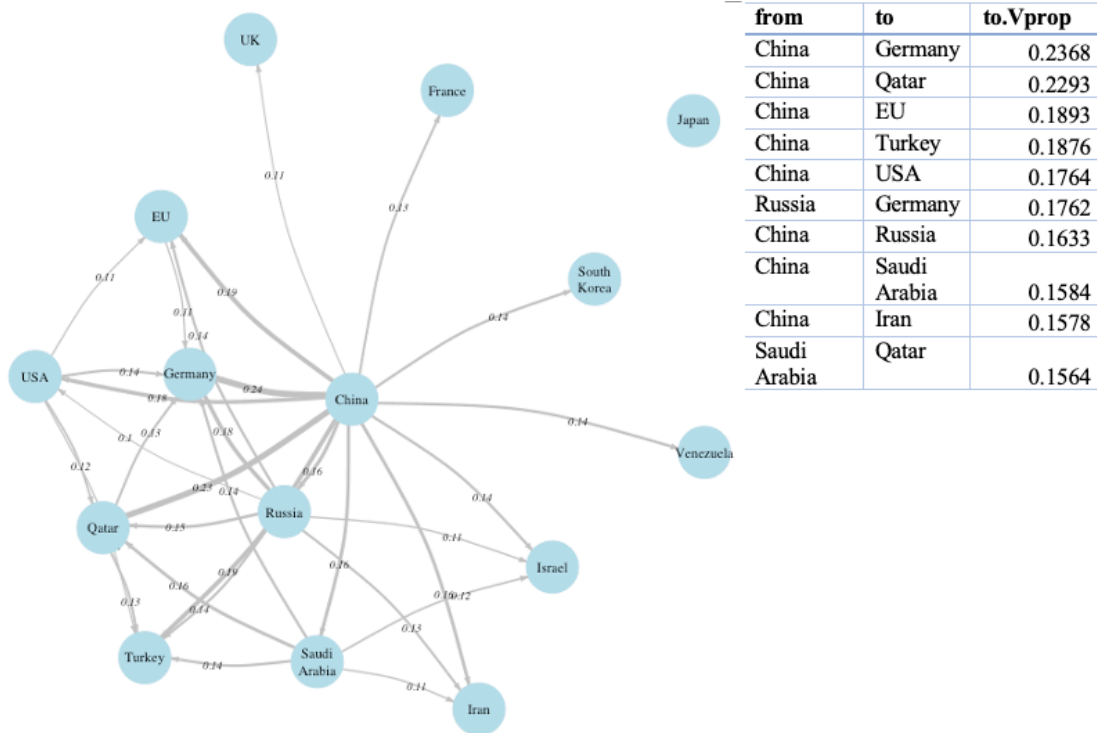 from to to.Vprop
China Germany 0.2368
China Qatar 0.2293
China EU 0.1893
China Turkey 0.1876
China USA 0.1764
Russia Germany 0.1762
China Russia 0.1633
China Saudi
Arabia 0.1584
China Iran 0.1578
Saudi Qatar
Arabia 0.1564
UK
France
Japan
0.11
0.13
EU
South
Korea
0.11
0.19
0.11
0.14
0.14
USA
0.14
Germany
0.24
China
0.18
0.14
0.1
0.13
0.18
Venezuela
0.12
0.16
0.23
0.14
0.14
Qatar
0.15
Russia
0.11
Israel
0.19
0.16
0.16
0.12
0.13
0.14
0.13
Turkey
0.14
Saudi
Arabia
0.11
Iran